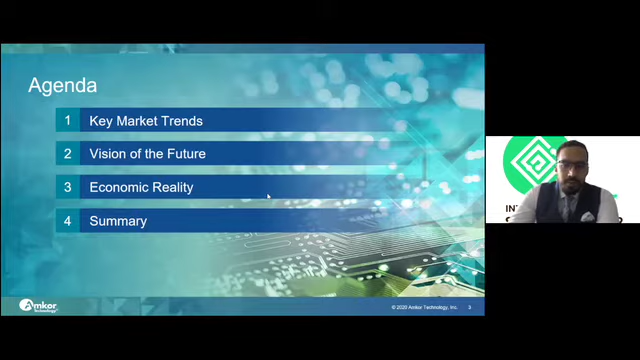 Agenda
1 Key Market Trends
2 Vision of the Future
3 Economic Reality
4 Summary
Amkor
Technology
© 2020 Amkor Technology, Inc. 3